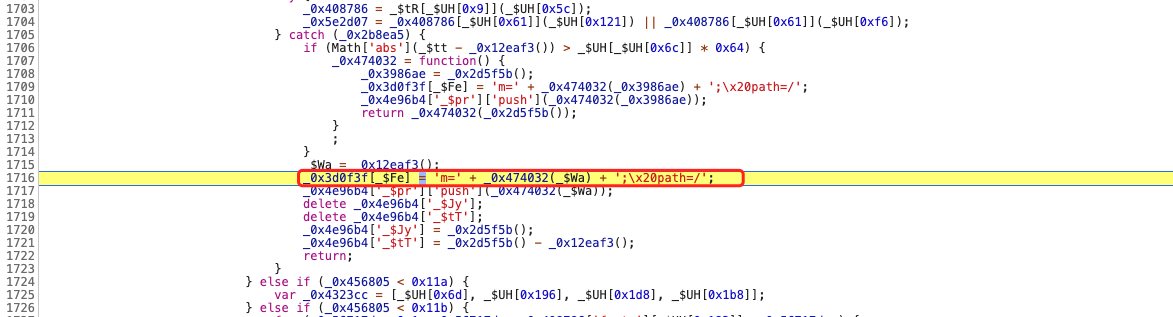 1703 _0x408786 = _$tR[_$UH[0x9]](_$UH[0x5c]);
1704 _0x5e2d07 = _0x408786[_$UH[0x61]](_$UH[0x121]) || _0x408786[_$UH[0x61]](_$UH[0xf6]);
1705 } catch (_0x2b8ea5) {
1706 if (Math['abs'](_$tt - _0x12eaf3()) > _$UH[_$UH[0x6c]] * 0x64) {
1707 _0x474032 = function() {
1708 _0x3986ae = _0x2d5f5b();
1709 _0x3d0f3f[_$Fe] = 'm=' + _0x474032(_0x3986ae) + ';\x20path=/';
1710 _0x4e96b4['_$pr']['push'](_0x474032(_0x3986ae));
1711 return _0x474032(_0x2d5f5b());
1712 }
1713 ;
1714 }
1715 _$Wa = _0x12eaf3();
1716 _0x3d0f3f[_$Fe] = 'm=' + _0x474032(_$Wa) + ';\x20path=/';
1717 _0x4e96b4['_$pr']['push'](_0x474032(_$Wa));
1718 delete _0x4e96b4['_$Jy'];
1719 delete _0x4e96b4['_$tT'];
1720 _0x4e96b4['_$Jy'] = _0x2d5f5b();
1721 _0x4e96b4['_$tT'] = _0x2d5f5b() - _0x12eaf3();
1722 return;
1723 }
1724 } else if (_0x456805 < 0x11a) {
1725 var _0x4323cc = [_$UH[0x6d], _$UH[0x196], _$UH[0x1d8], _$UH[0x1b8]];
1726 } else if (_0x456805 < 0x11b) {